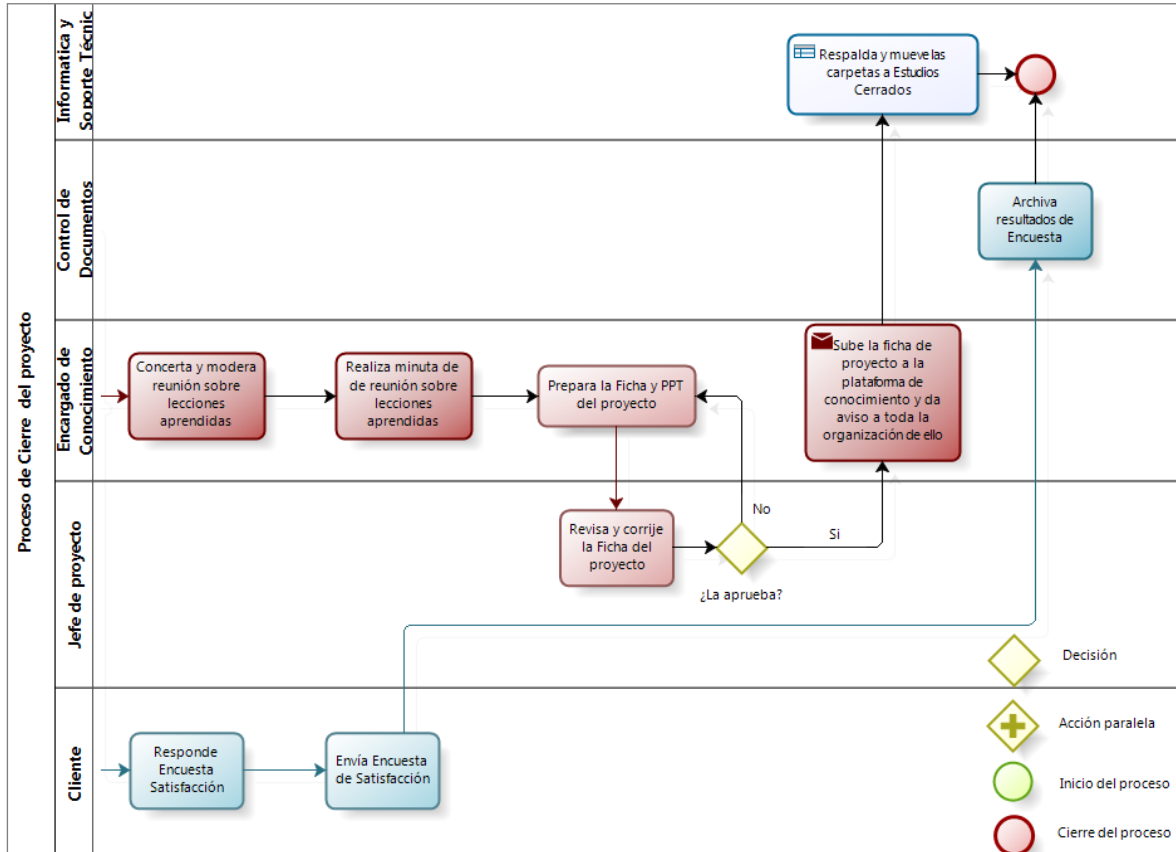 Proceso de Cierre del proyecto
Informatica y
Soporte Técnic
Respalda y muevelas
carpetas a Estudios
Cerrados
Control de
Documentos
Archiva
resultados de
Encuesta
Encargado de
Conocimiento
Concerta y modera
reunión sobre
lecciones
aprendidas
Realiza minuta de
de reunión sobre
lecciones
aprendidas
Prepara la Ficha y PPT
del proyecto
Sube la ficha de
proyecto a la
plataforma de
conocimiento y da
aviso a toda la
organización de ello
Jefe de proyecto
Revisa y corrije
la Ficha del
proyecto
No
Si
¿La aprueba?
Decisión
Cliente
Responde
Encuesta
Satisfacción
Envía Encuesta
de Satisfacción
Acción paralela
Inicio del proceso
Cierre del proceso